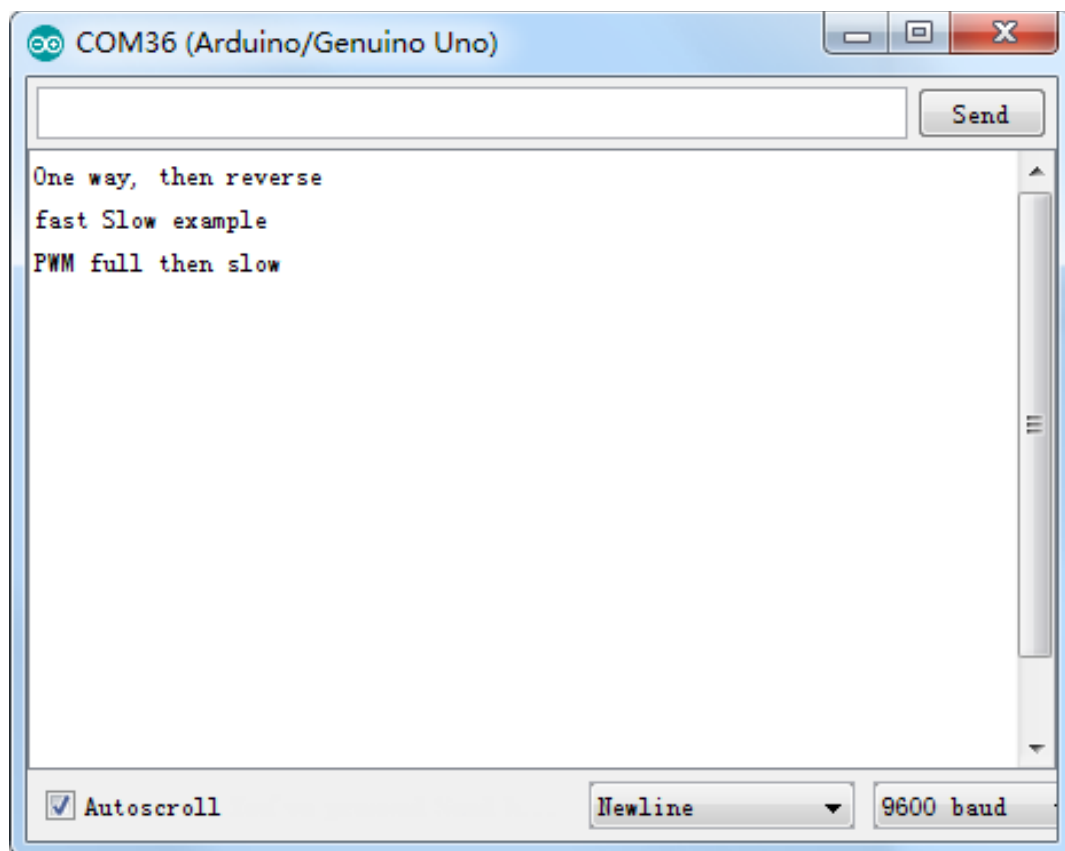 COM36 (Arduino/Genuino Uno)
Send
One way, then reverse
fast Slow example
PWM full then slow
Autoscroll
Newline
9600 baud